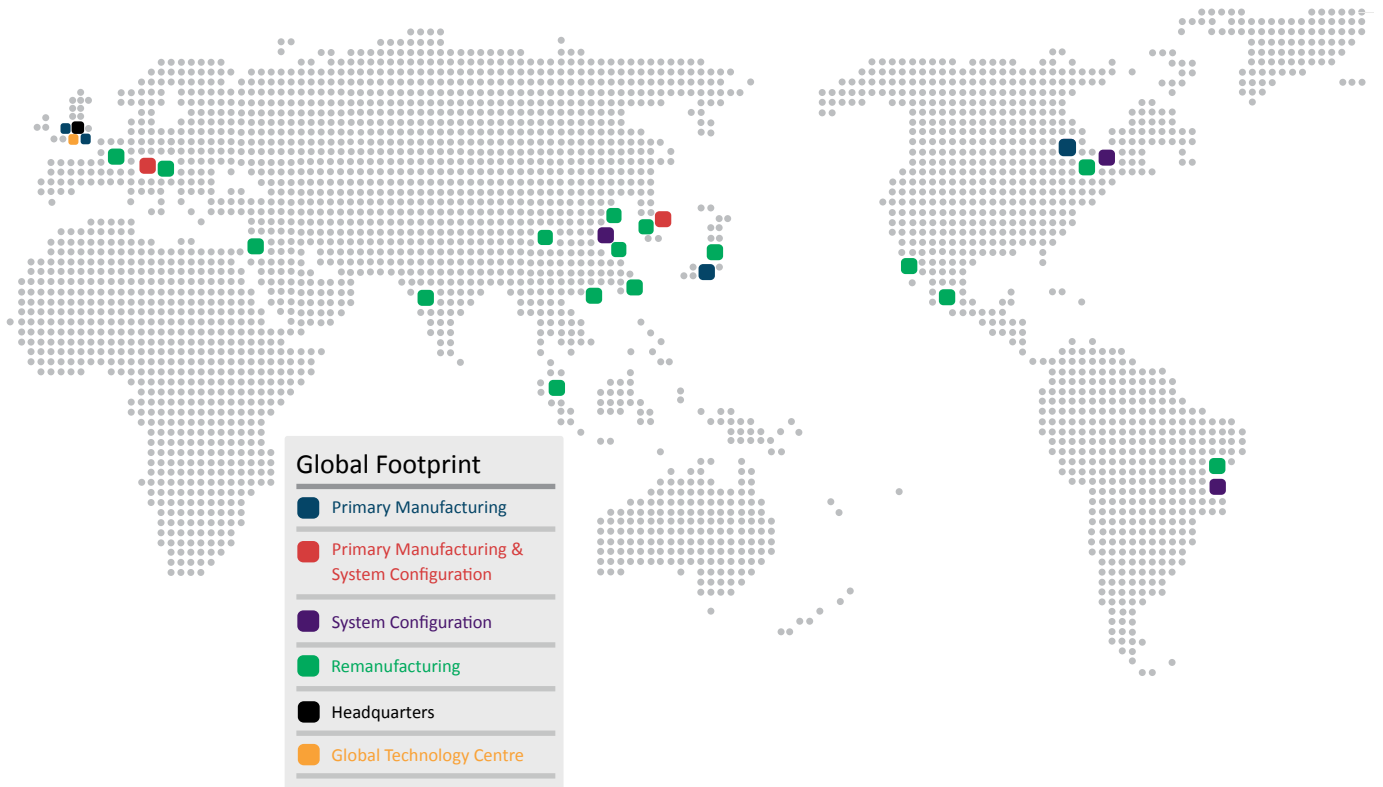 Global Footprint
Primary Manufacturing
Primary Manufacturing &
System Configuration
System Configuration
Remanufacturing
Headquarters
Global Technology Centre